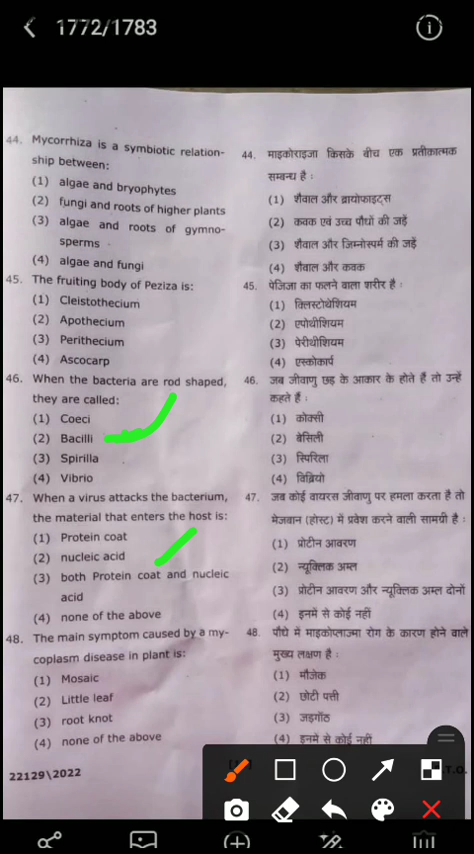 1772/1783
44. Mycorrhiza is a symbiotic relation-
ship between:
(1) algae and bryophytes
(2) fungi and roots of higher plants
(3) algae and roots of gymno-
sperms
(4) algae and fungi
45. The fruiting body of Peziza is:
(1) Cleistothecium
(2) Apothecium
(3) Perithecium
(4) Ascocarp
46. When the bacteria are rod shaped,
they are called:
(1) Coeci
(2) Bacilli
(3) Spirilla
(4) Vibrio
47. When a virus attacks the bacterium,
the material that enters the host is:
(1) Protein coat
(2) nucleic acid
(3) both Protein coat and nucleic
acid
(4) none of the above
48. The main symptom caused by a my-
coplasm disease in plant is:
(1) Mosaic
(2) Little leaf
(3) root knot
(4) none of the above
22129\2022
44. माइकोराइजा किसके बीच एक प्रतीकात्मक
सम्बन्ध है :
(1) शैवाल और ब्रायोफाइट्स
(2) कवक एवं उच्च पौधों की जड़ें
(3) शैवाल और जिम्नोस्पर्म की जड़ें
(4) शैवाल और कवक
45. पेजिजा का फलने वाला शरीर है :
(1) क्लिस्टोथेशियम
(2) एपोथीशियम
(3) पेरीथीशियम
(4) एस्कोकार्प
46. जब जीवाणु छड़ के आकार के होते हैं तो उन्हें
कहते हैं :
(1) कोक्सी
(2) बेसिली
(3) स्पिरिला
(4) विब्रियो
47. जब कोई वायरस जीवाणु पर हमला करता है तो
मेजबान (होस्ट) में प्रवेश करने वाली सामग्री है :
(1) प्रोटीन आवरण
(2) न्यूक्लिक अम्ल
(3) प्रोटीन आवरण और न्यूक्लिक अम्ल दोनों
(4) इनमें से कोई नहीं
48. पौधे में माइकोप्लाज्मा रोग के कारण होने वाले
मुख्य लक्षण है :
(1) मौजेक
(2) छोटी पत्ती
(3) जड़गाँठ
(4) इनमें से कोई नहीं
T.O.